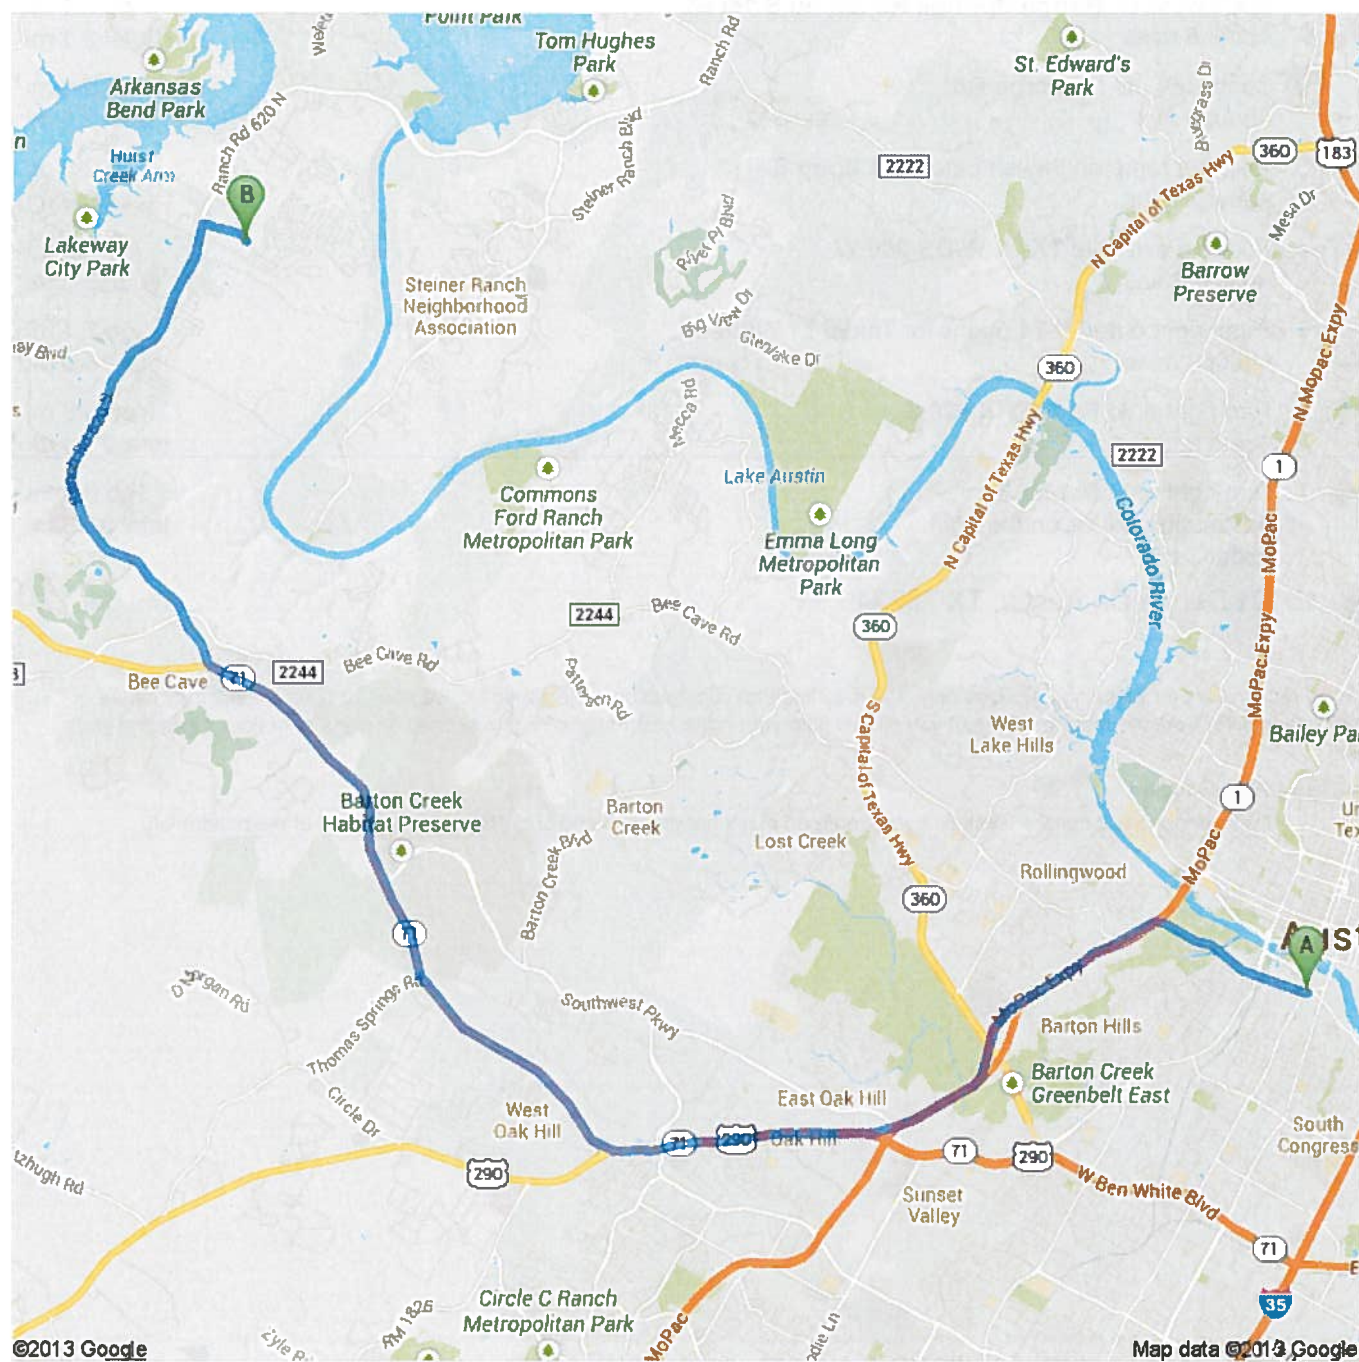 Point Park
Tom Hughes
Park
Ranch Rd
St. Edward's
Park
Bluegrass Dr
Arkansas
Bend Park
Ranch Rd 620 N
Hurst
Creek Arm
Steiner Ranch Blvd
2222
360
183
N Capital of Texas Hwy
Mesa Dr
B
Lakeway
City Park
River Pl Blvd
Barrow
Preserve
Steiner Ranch
Neighborhood
Association
Big View Dr
Glenlake Dr
N Mopac Expy
360
Mecca Rd
N Capital of Texas Hwy
2222
1
Lake Austin
Commons
Ford Ranch
Metropolitan Park
Emma Long
Metropolitan
Park
Colorado River
MoPac
2244
Bee Cave Rd
360
MoPac Expy
Bee Cave
71
2244
Bee Cave Rd
Patterson Rd
S Capital of Texas Hwy
West
Lake Hills
Bailey Pa
Barton Creek
Habitat Preserve
Barton
Creek
1
Lost Creek
Barton Creek Blvd
Rollingwood
MoPac
360
71
A
Thomas Springs Rd
Southwest Pkwy
Barton Hills
Circle Dr
West
Oak Hill
East Oak Hill
Barton Creek
Greenbelt East
71
290
Oak Hill
71
290
South
Congress
290
W Ben White Blvd
Sunset
Valley
71
35
Circle C Ranch
Metropolitan Park
MoPac
©2013 Google
Map data ©2013 Google